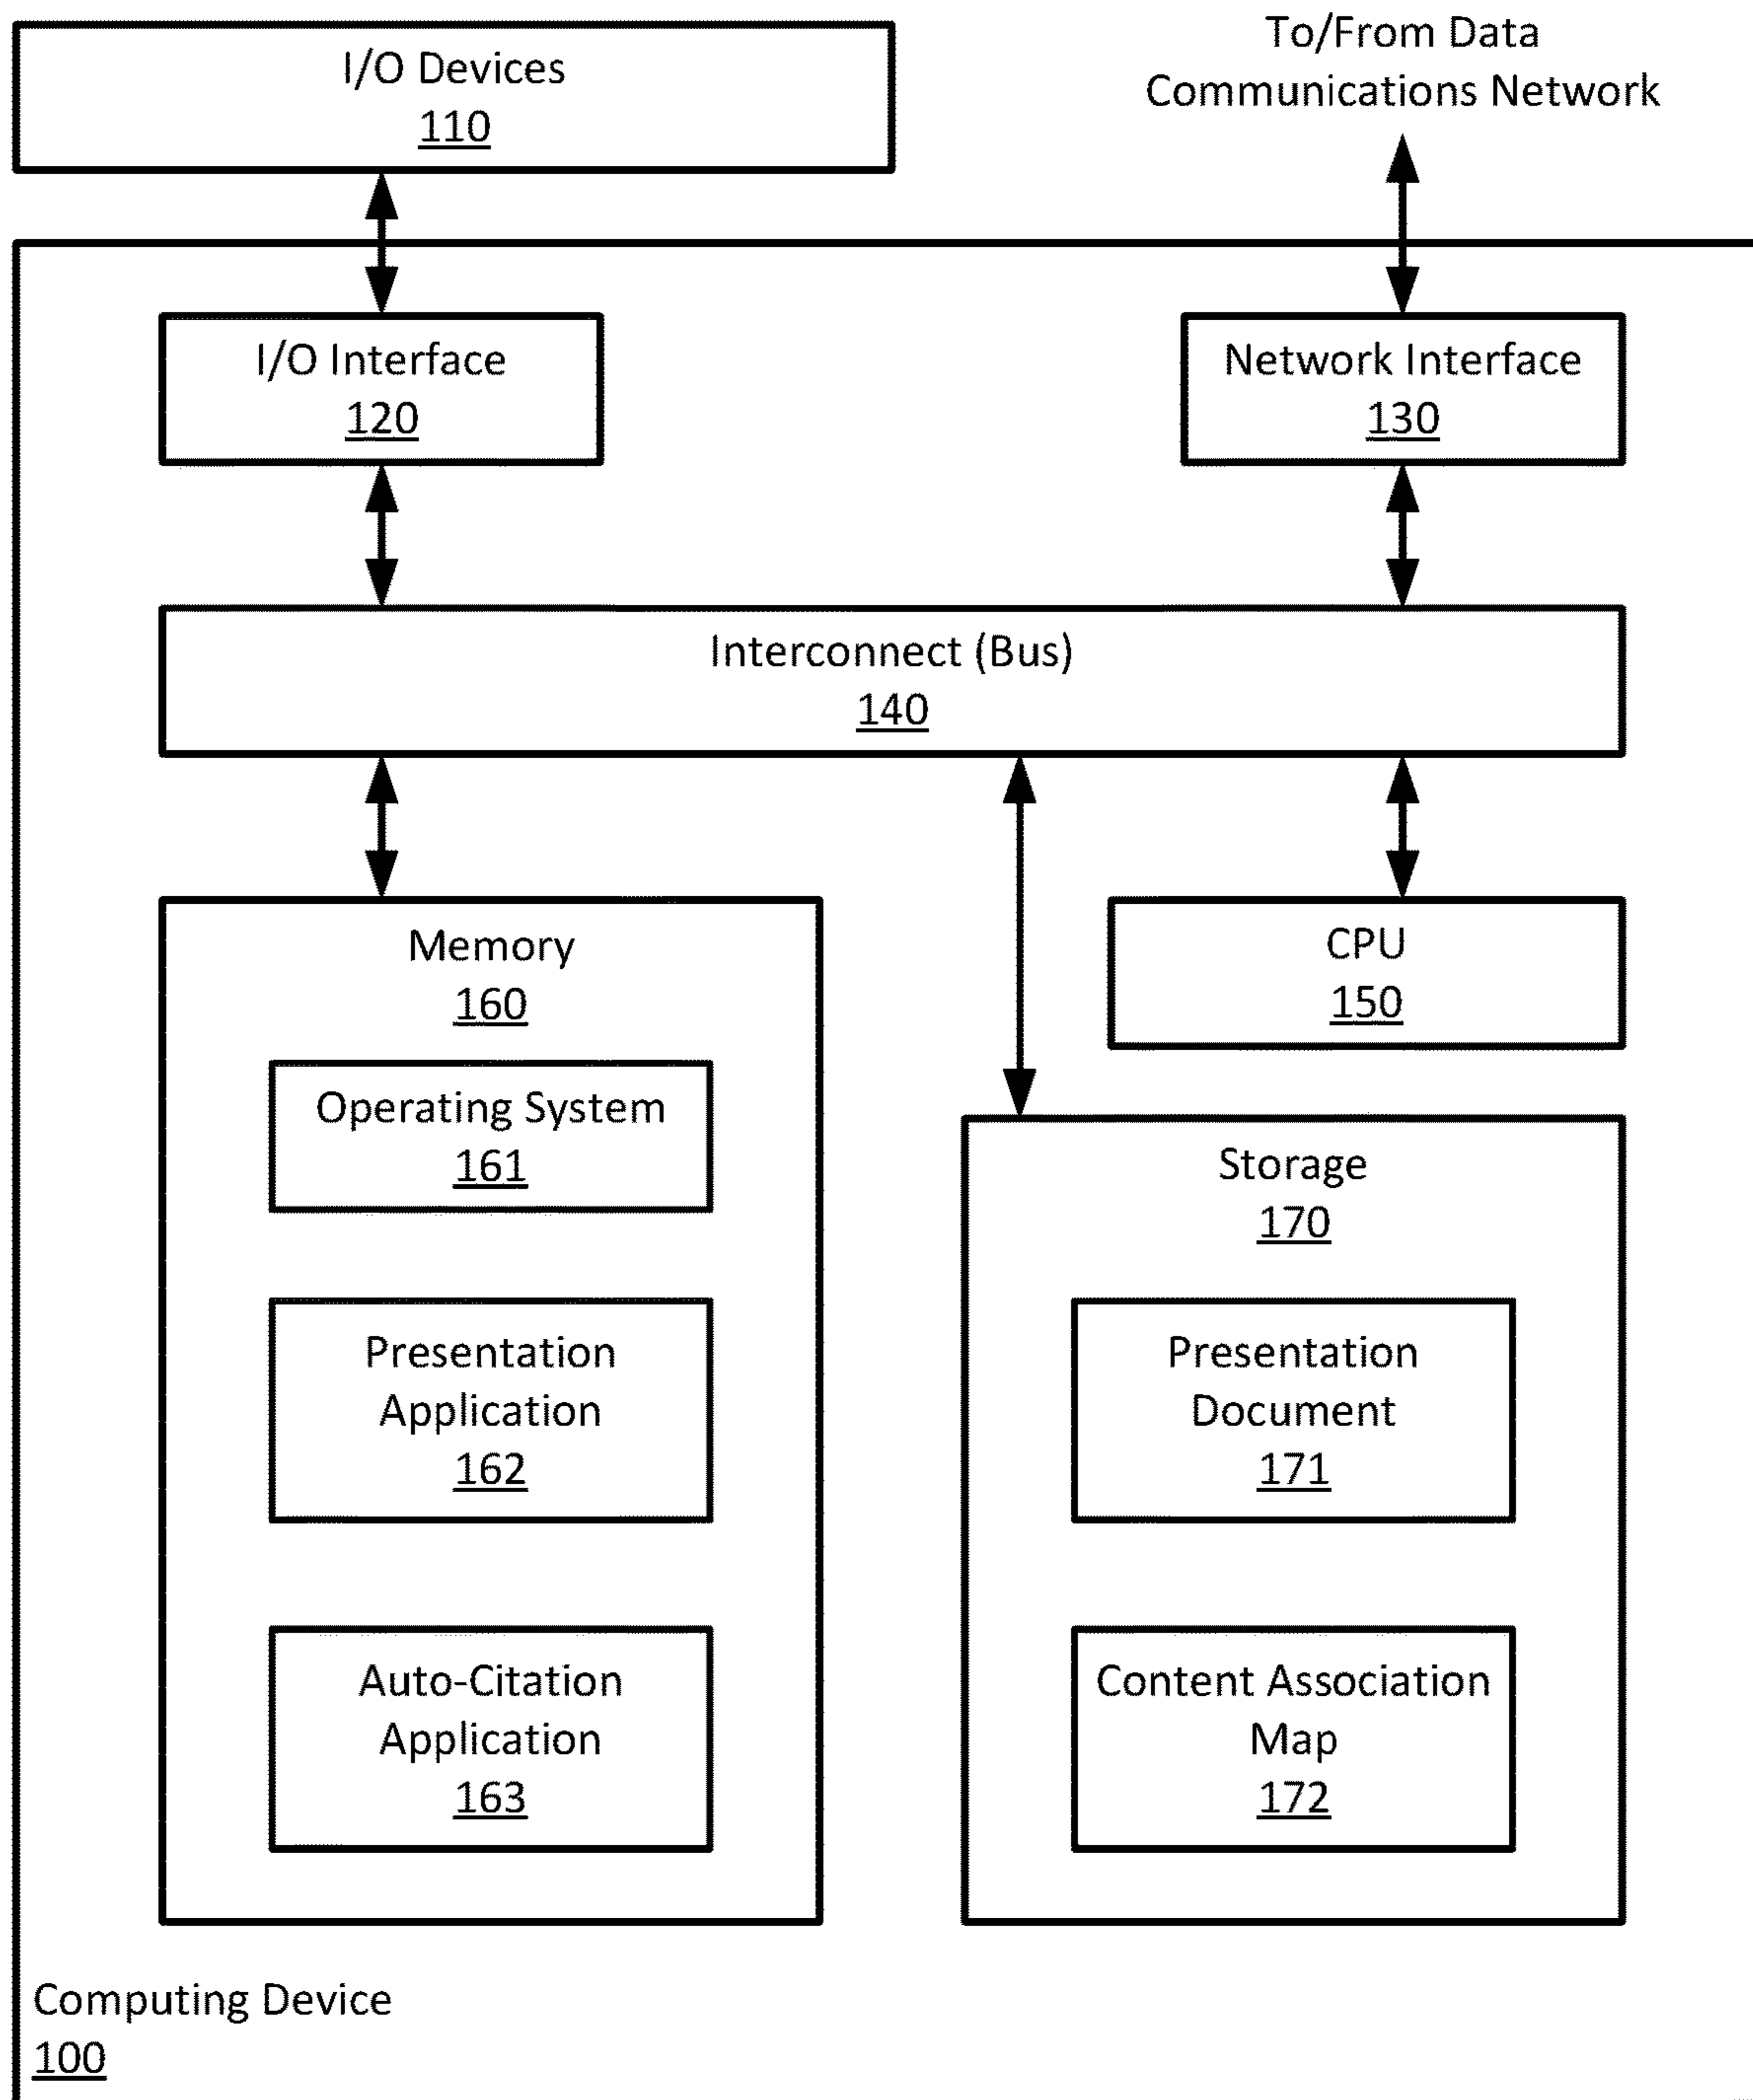 I/O Devices
110
To/From Data
Communications Network
I/O Interface
120
Network Interface
130
Interconnect (Bus)
140
Memory
160
Operating System
161
Presentation
Application
162
Auto-Citation
Application
163
CPU
150
Storage
170
Presentation
Document
171
Content Association
Map
172
Computing Device
100